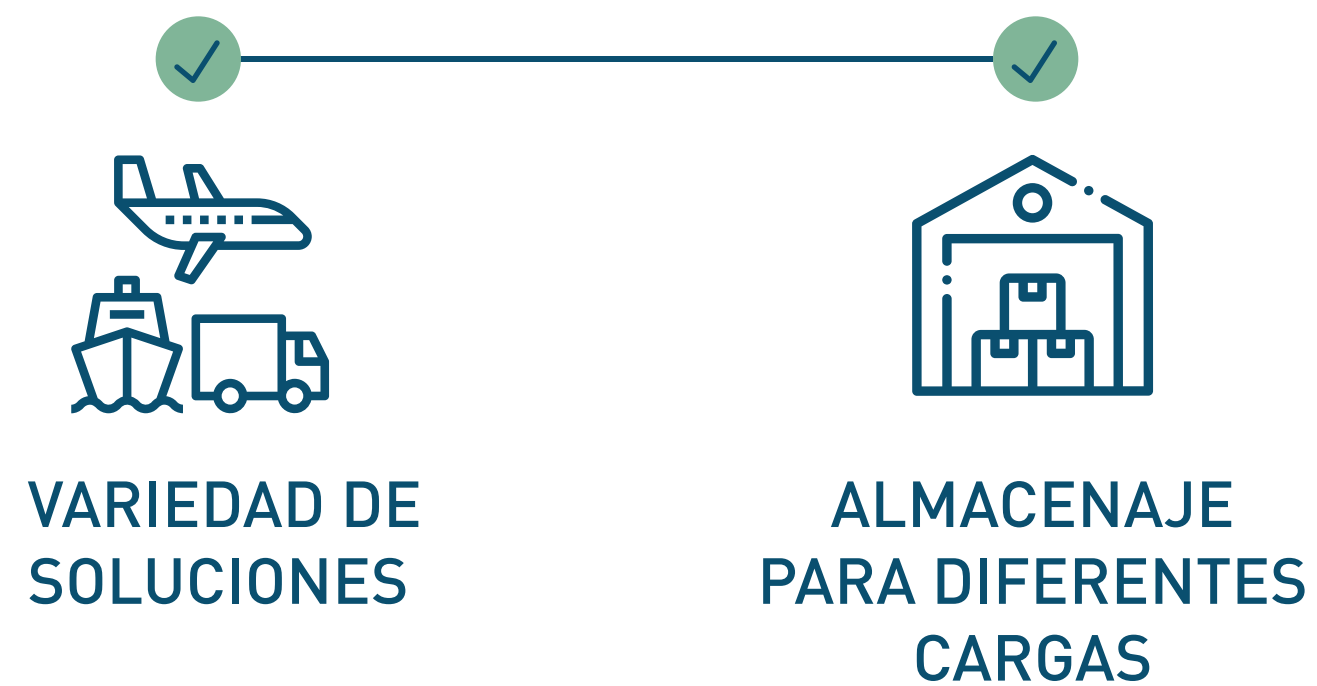 VARIEDAD DE
SOLUCIONES
ALMACENAJE
PARA DIFERENTES
CARGAS